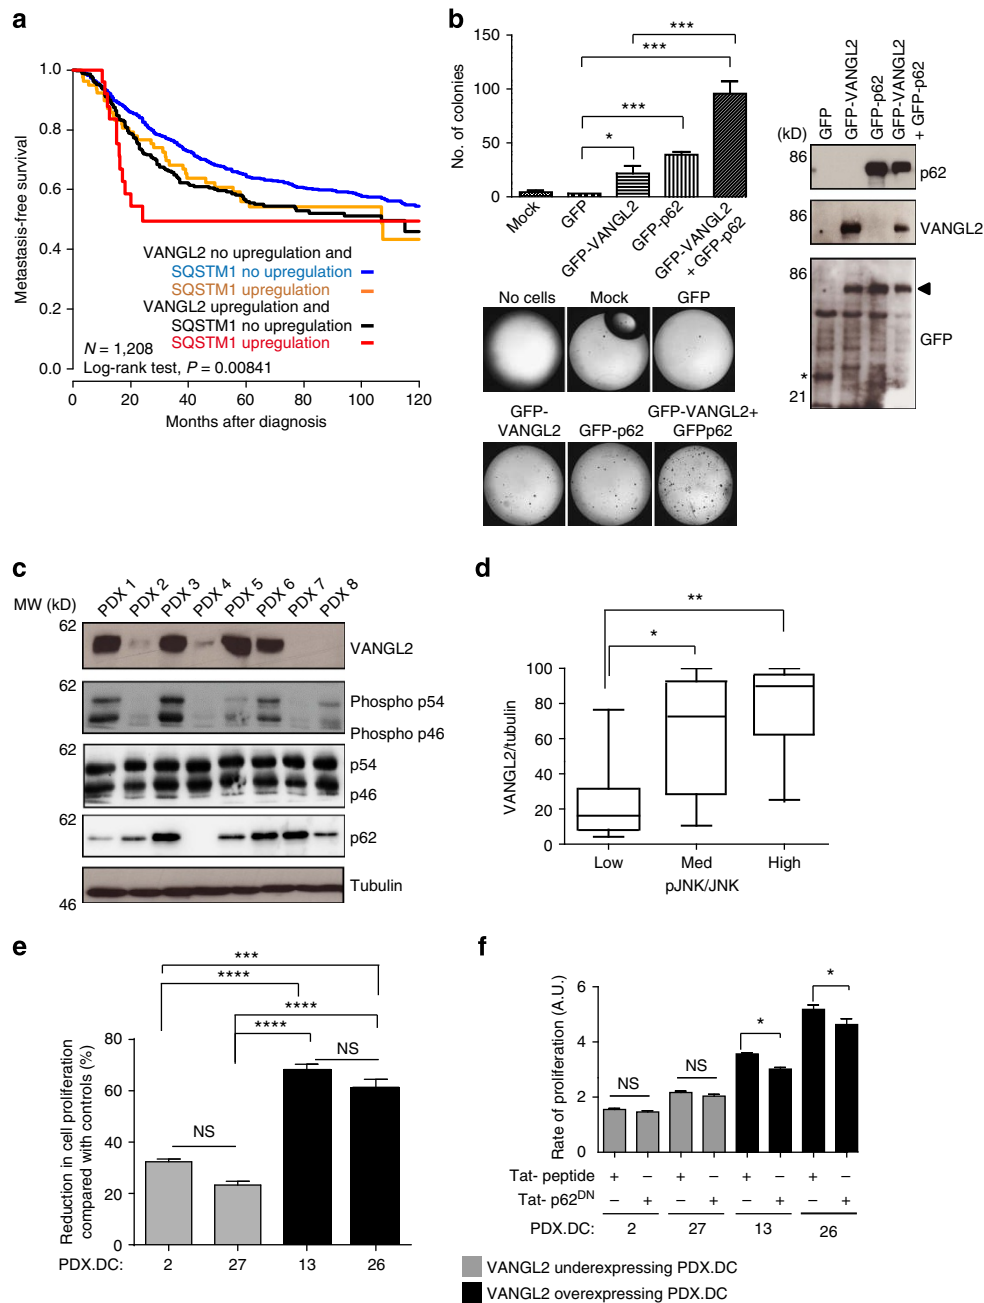 a
1.0
0.8
0.6
0.4
0.2
0.0
Metastasis-free survival
VANGL2 no upregulation and
SQSTM1 no upregulation
SQSTM1 upregulation
VANGL2 upregulation and
SQSTM1 no upregulation
SQSTM1 upregulation
N = 1,208
Log-rank test, P = 0.00841
0 20 40 60 80 100 120
Months after diagnosis
b
150
100
50
0
No. of colonies
***
***
***
*
Mock
GFP
GFP-VANGL2
GFP-p62
GFP-VANGL2
+ GFP-p62
No cells Mock GFP
GFP-
VANGL2
GFP-p62
GFP-VANGL2+
GFPp62
(kD)
GFP
GFP-VANGL2
GFP-p62
GFP-VANGL2
+ GFP-p62
86
p62
86
VANGL2
86
GFP
*
21
c
MW (kD)
PDX 1
PDX 2
PDX 3
PDX 4
PDX 5
PDX 6
PDX 7
PDX 8
62
VANGL2
62
Phospho p54
Phospho p46
62
p54
p46
62
p62
Tubulin
46
d
**
*
100
80
60
40
20
0
VANGL2/tubulin
Low Med High
pJNK/JNK
e
***
****
****
****
NS
NS
80
60
40
20
0
Reduction in cell proliferation
compared with controls (%)
PDX.DC: 2 27 13 26
f
6
4
2
0
Rate of proliferation (A.U.)
NS
NS
*
*
Tat- peptide + – + – + – + –
Tat- p62DN – + – + – + – +
PDX.DC: 2 27 13 26
VANGL2 underexpressing PDX.DC
VANGL2 overexpressing PDX.DC